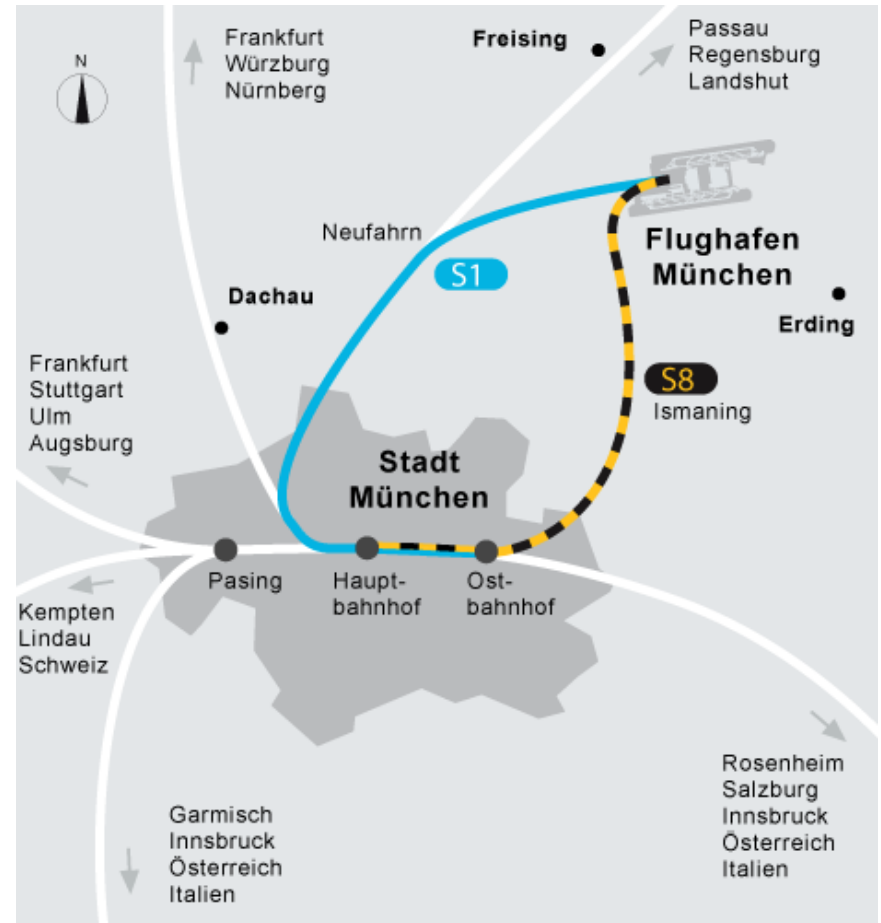 Frankfurt
Würzburg
Nürnberg
Freising
Passau
Regensburg
Landshut
N
Neufahrn
S1
Flughafen
München
Dachau
Erding
Frankfurt
Stuttgart
Ulm
Augsburg
S8
Ismaning
Stadt
München
Pasing
Haupt-
bahnhof
Ost-
bahnhof
Kempten
Lindau
Schweiz
Rosenheim
Salzburg
Innsbruck
Österreich
Italien
Garmisch
Innsbruck
Österreich
Italien